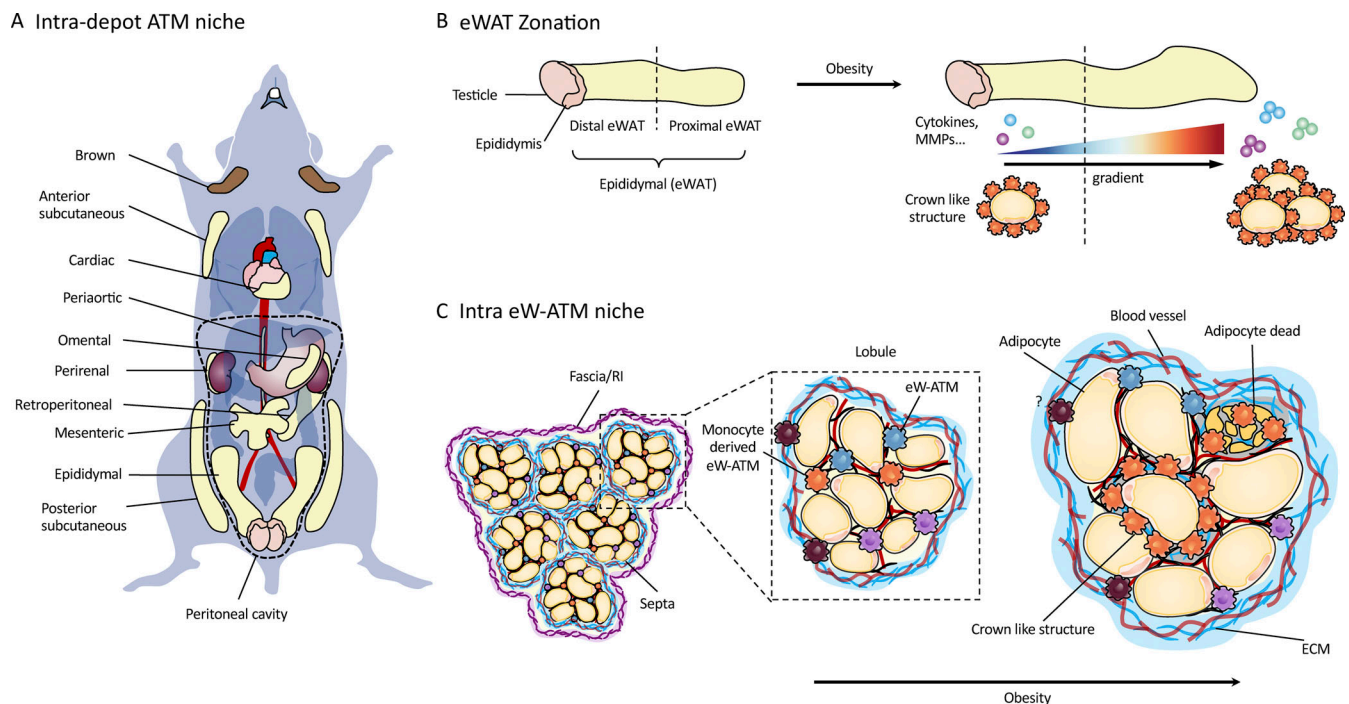 A Intra-depot ATM niche
Brown
Anterior
subcutaneous
Cardiac
Periaortic
Omental
Perirenal
Retroperitoneal
Mesenteric
Epididymal
Posterior
subcutaneous
Peritoneal cavity
B eWAT Zonation
Testicle
Epididymis
Distal eWAT
Proximal eWAT
Epididymal (eWAT)
Obesity
Cytokines,
MMPs...
gradient
Crown like
structure
C Intra eW-ATM niche
Fascia/RI
Septa
Lobule
eW-ATM
Monocyte
derived
eW-ATM
Blood vessel
Adipocyte
Adipocyte dead
?
Crown like structure
ECM
Obesity